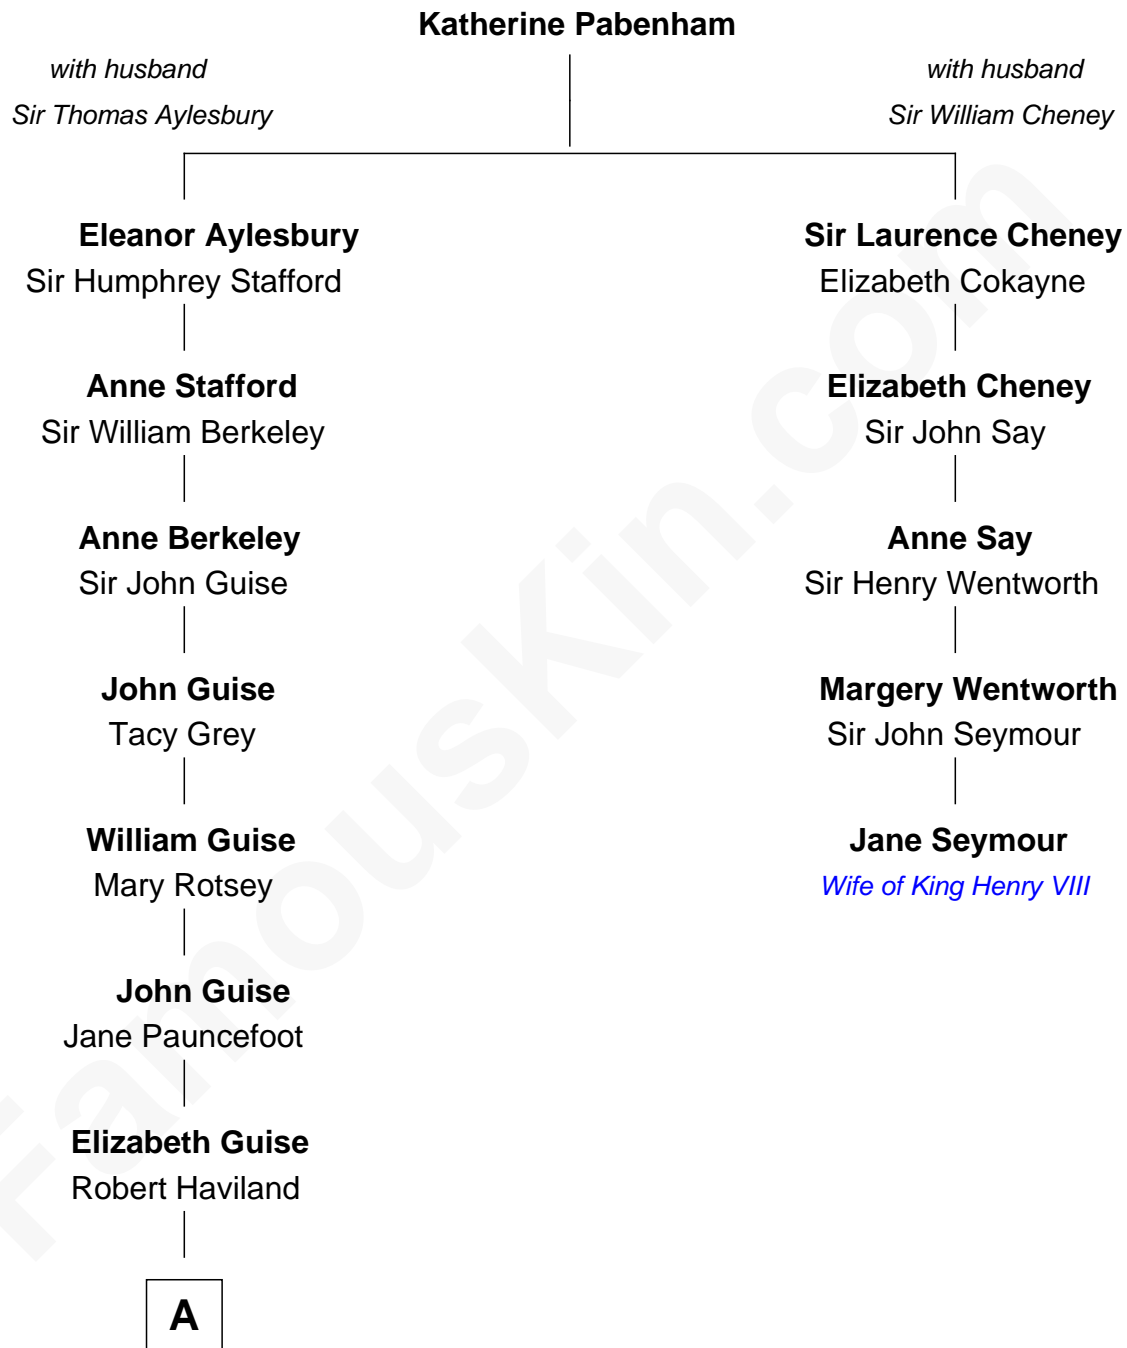 Katherine Pabenham
with husband
Sir Thomas Aylesbury
with husband
Sir William Cheney
Eleanor Aylesbury
Sir Humphrey Stafford
Anne Stafford
Sir William Berkeley
Anne Berkeley
Sir John Guise
John Guise
Tacy Grey
William Guise
Mary Rotsey
John Guise
Jane Pauncefoot
Elizabeth Guise
Robert Haviland
A
Sir Laurence Cheney
Elizabeth Cokayne
Elizabeth Cheney
Sir John Say
Anne Say
Sir Henry Wentworth
Margery Wentworth
Sir John Seymour
Jane Seymour
Wife of King Henry VIII
FamousKin.com